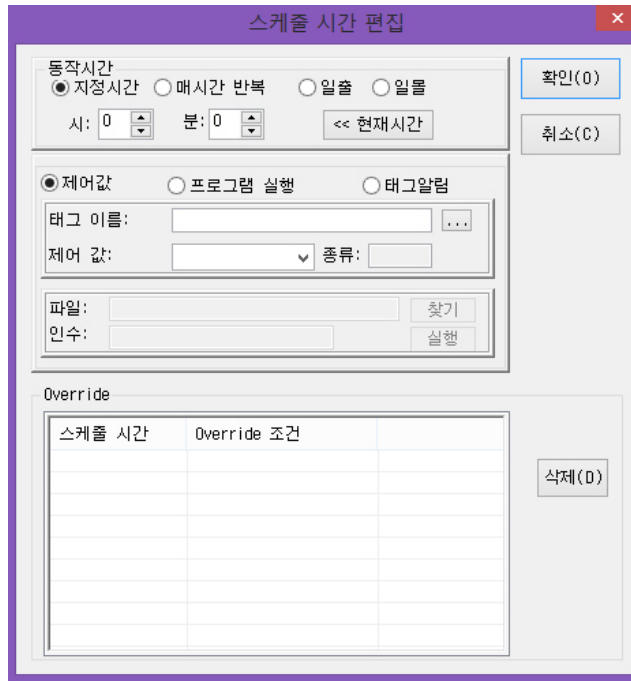 스케줄 시간 편집
동작시간
지정시간 매시간 반복 일출 일몰
확인(O)
시: 0 분: 0 << 현재시간
취소(C)
제어값 프로그램 실행 태그알림
태그 이름: ...
제어 값: 종류:
파일: 찾기
인수: 실행
Override
스케줄 시간 Override 조건
삭제(D)